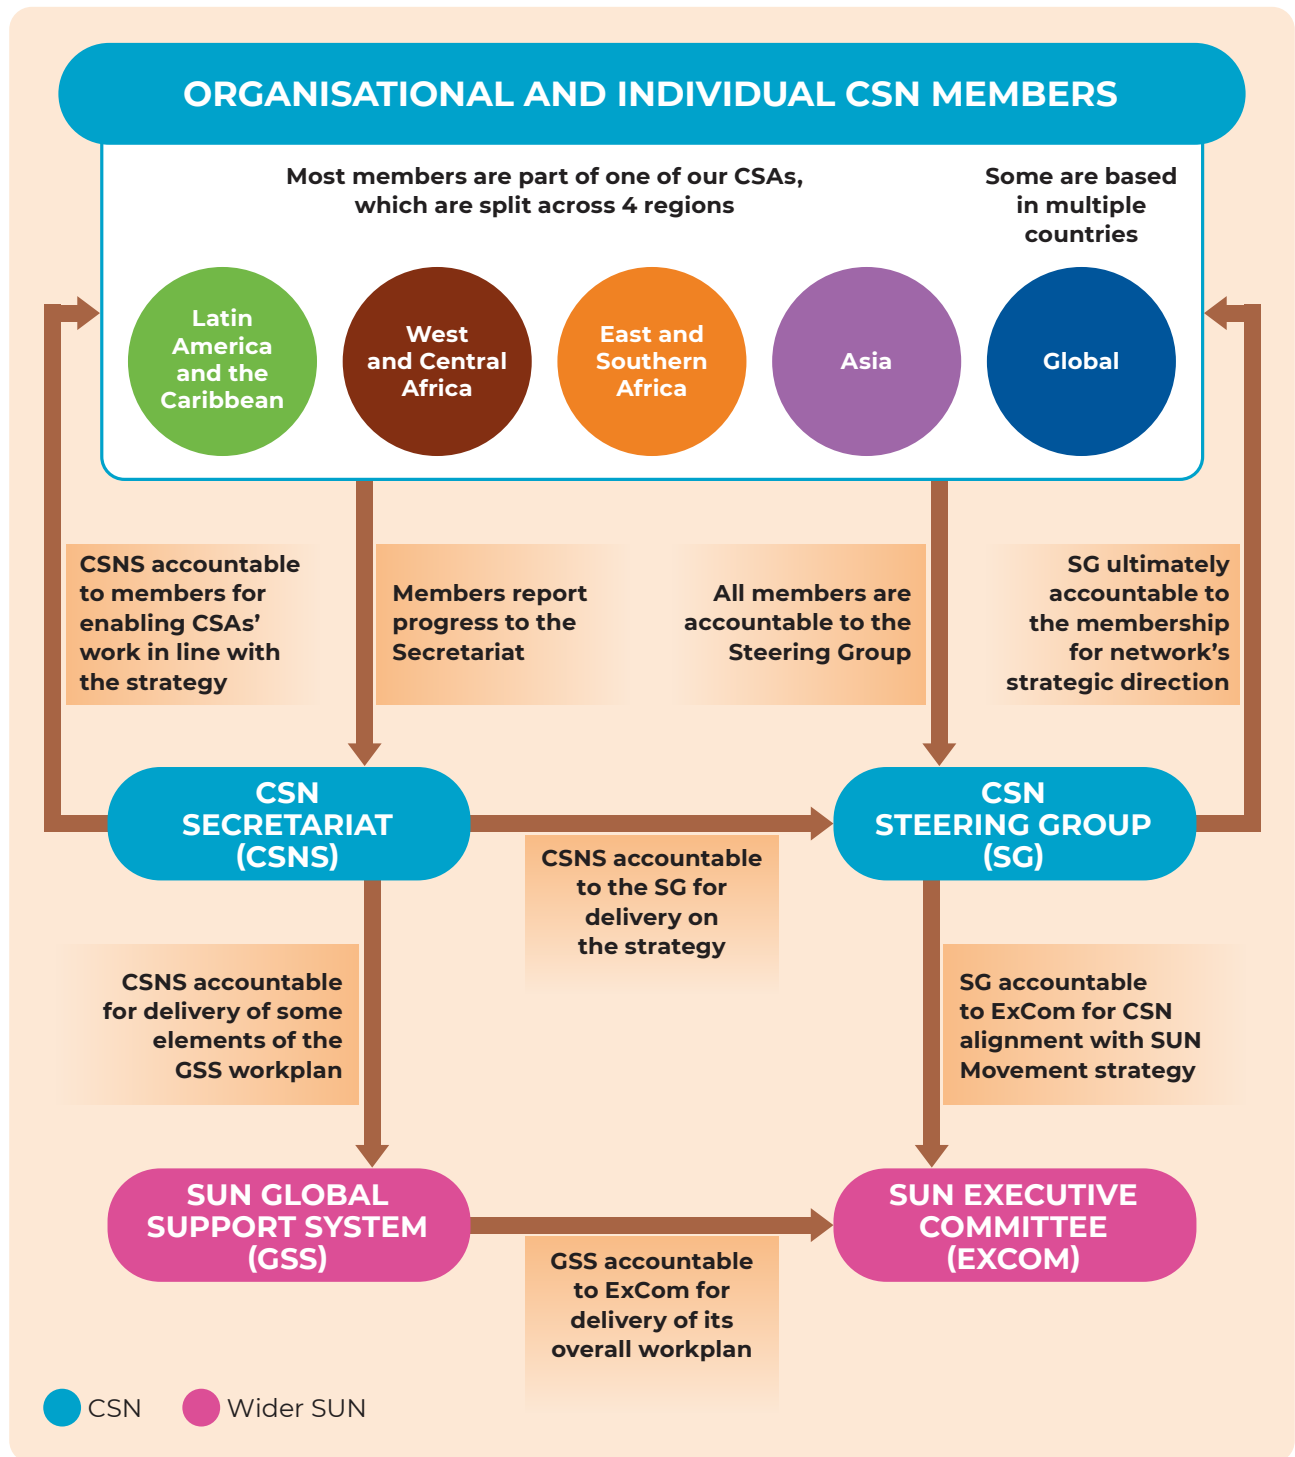 ORGANISATIONAL AND INDIVIDUAL CSN MEMBERS
Most members are part of one of our CSAs,
which are split across 4 regions
Some are based
in multiple
countries
Latin
America
and the
Caribbean
West
and Central
Africa
East and
Southern
Africa
Asia
Global
CSNS accountable
to members for
enabling CSAs’
work in line with
the strategy
Members report
progress to the
Secretariat
All members are
accountable to the
Steering Group
SG ultimately
accountable to
the membership
for network’s
strategic direction
CSN
SECRETARIAT
(CSNS)
CSN
STEERING GROUP
(SG)
CSNS accountable
to the SG for
delivery on
the strategy
CSNS accountable
for delivery of some
elements of the
GSS workplan
SG accountable
to ExCom for CSN
alignment with SUN
Movement strategy
SUN GLOBAL
SUPPORT SYSTEM
(GSS)
SUN EXECUTIVE
COMMITTEE
(EXCOM)
GSS accountable
to ExCom for
delivery of its
overall workplan
CSN
Wider SUN